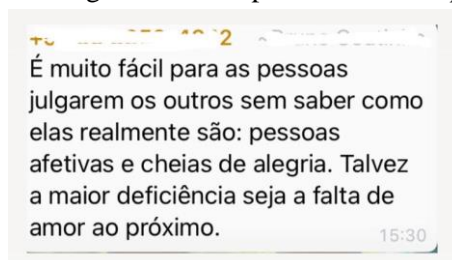 É muito fácil para as pessoas
julgarem os outros sem saber como
elas realmente são: pessoas
afetivas e cheias de alegria. Talvez
a maior deficiência seja a falta de
amor ao próximo.
15:30